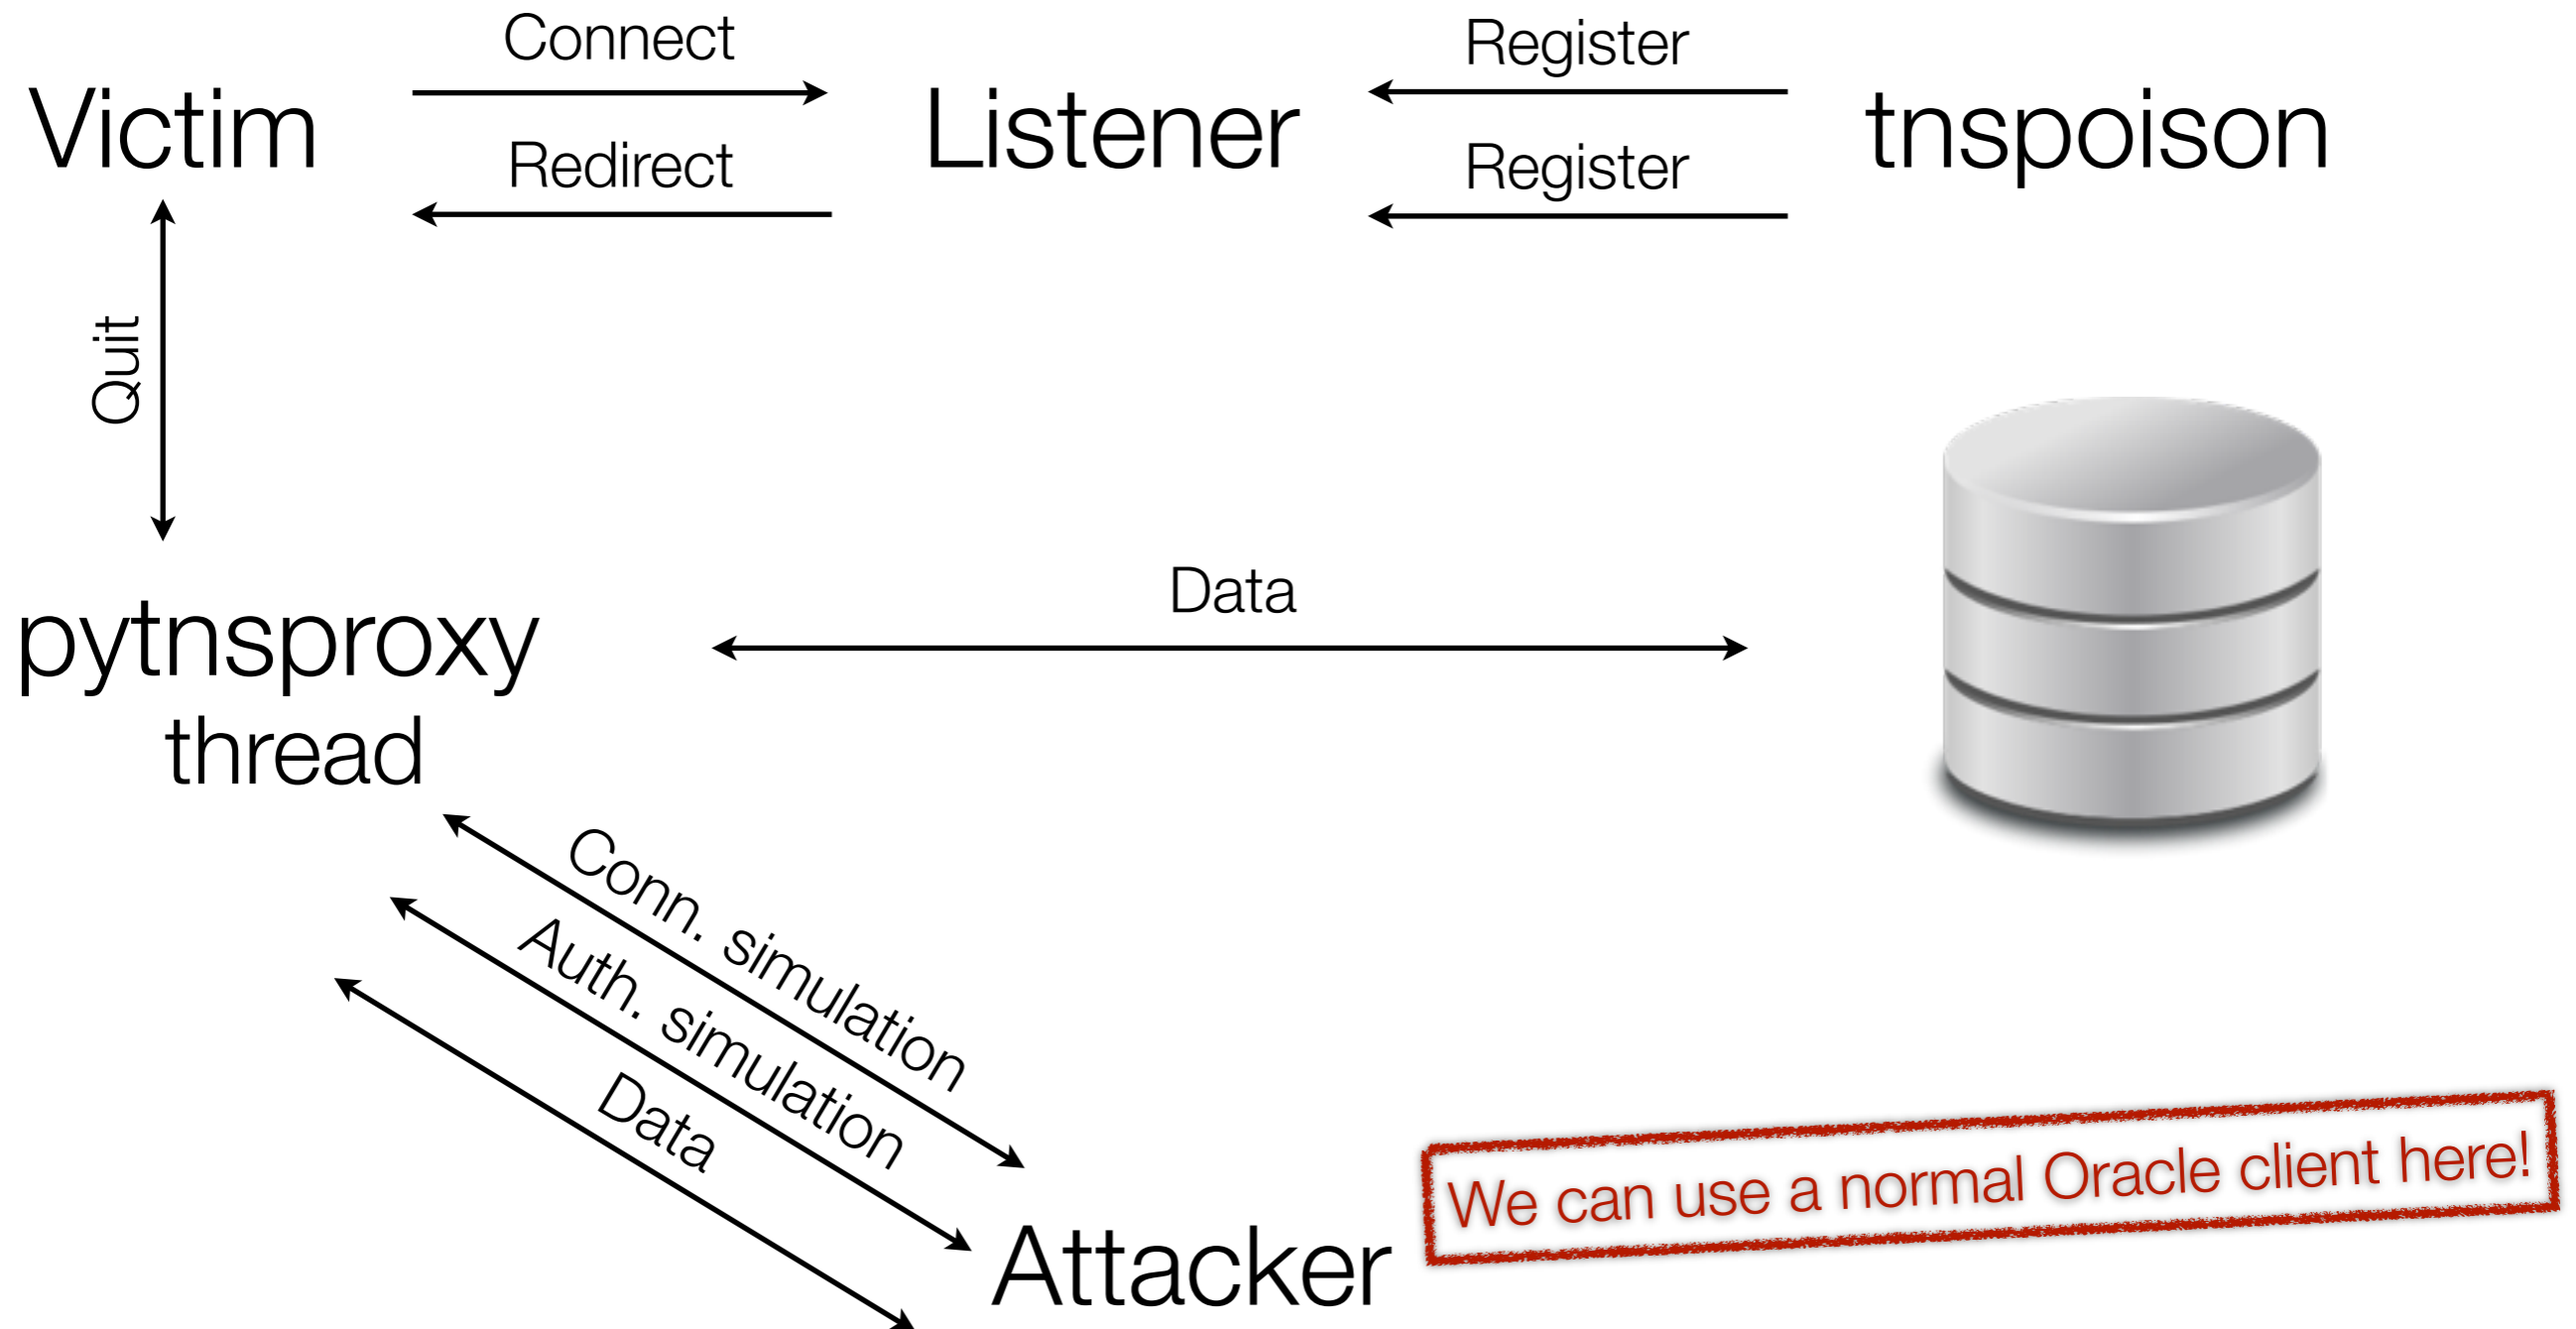 Connect
Register
Victim
Listener
tnspoison
Redirect
Register
Quit
Data
pytnsproxy
thread
Conn. simulation
Auth. simulation
Data
We can use a normal Oracle client here!
Attacker